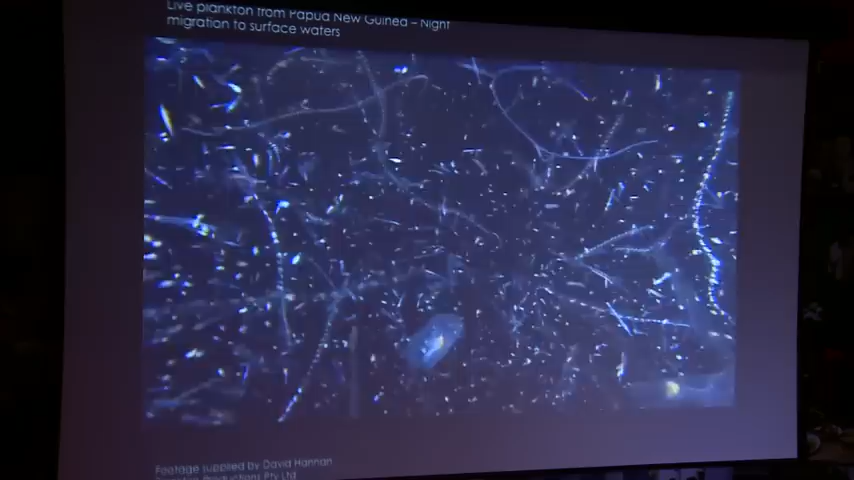 Live plankton from Papua New Guinea – Night
migration to surface waters
Footage supplied by David Hannan
Productions Pty Ltd